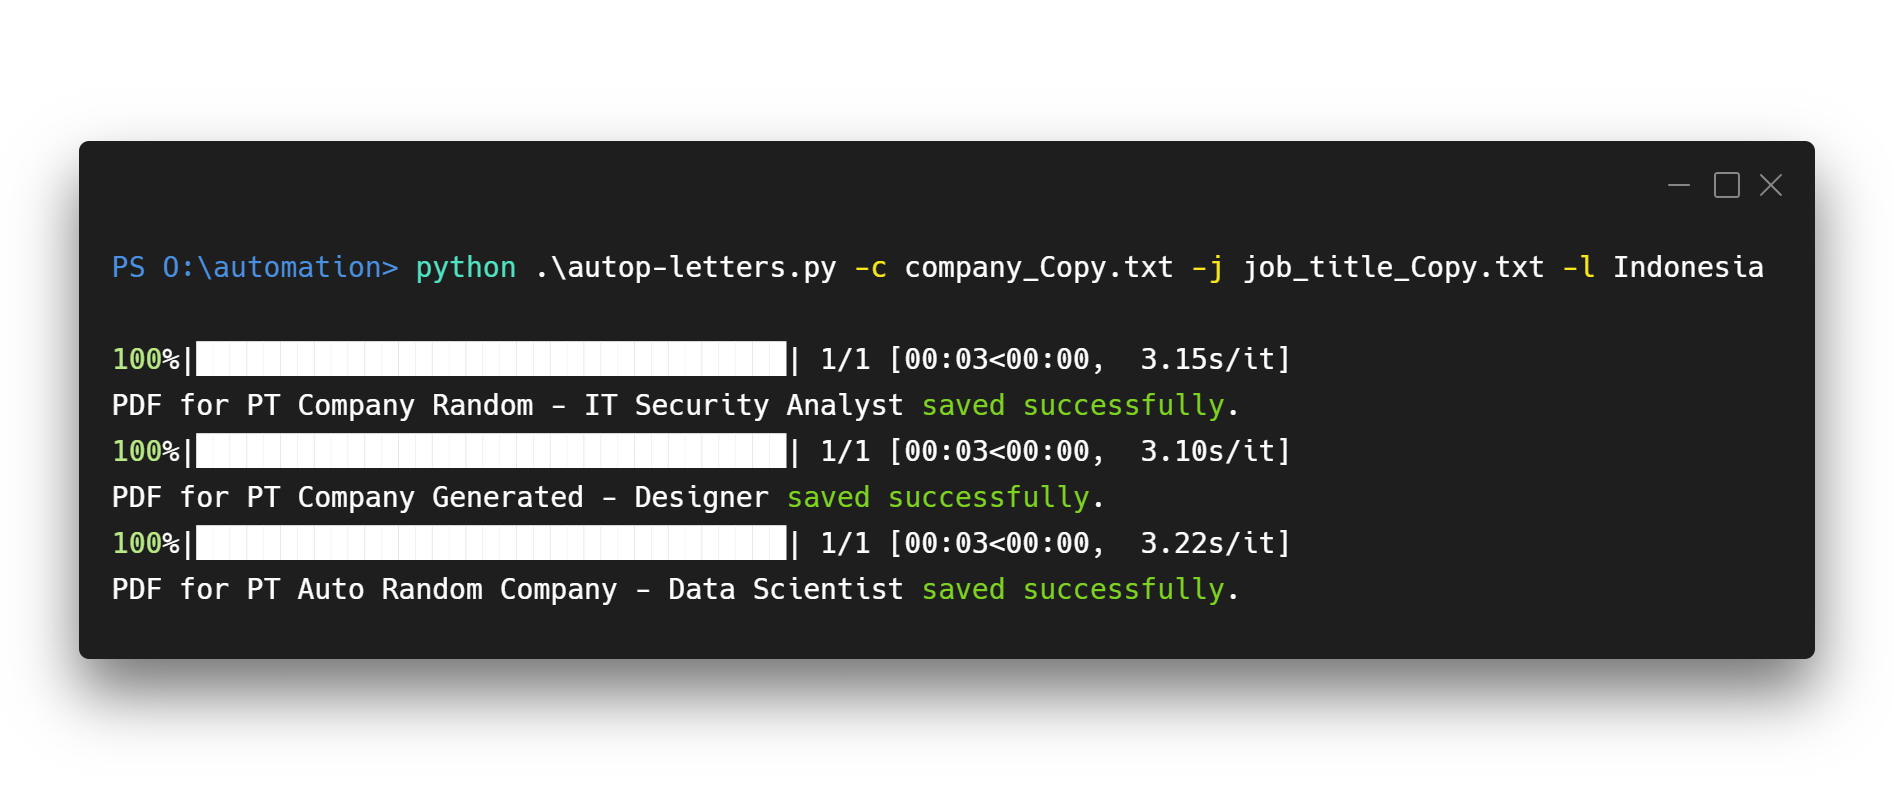 PS O:\automation> python .\autop-letters.py -c company_Copy.txt -j job_title_Copy.txt -l Indonesia
100%|███████████████████████████████████| 1/1 [00:03<00:00,  3.15s/it]
PDF for PT Company Random - IT Security Analyst saved successfully.
100%|███████████████████████████████████| 1/1 [00:03<00:00,  3.10s/it]
PDF for PT Company Generated - Designer saved successfully.
100%|███████████████████████████████████| 1/1 [00:03<00:00,  3.22s/it]
PDF for PT Auto Random Company - Data Scientist saved successfully.